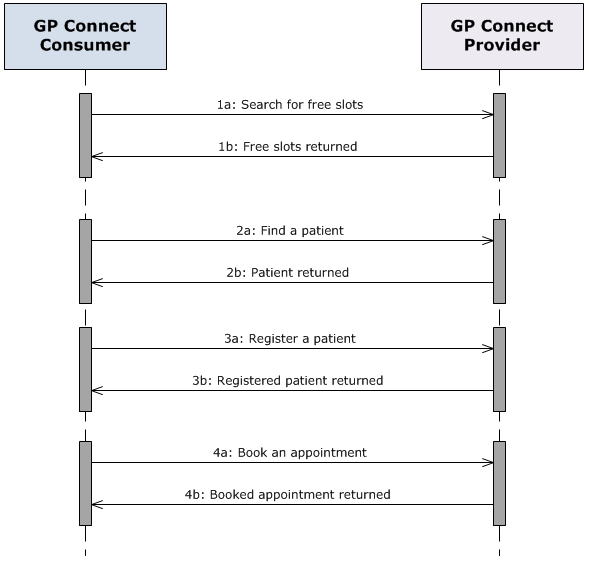 GP Connect
Consumer
GP Connect
Provider
1a: Search for free slots
1b: Free slots returned
2a: Find a patient
2b: Patient returned
3a: Register a patient
3b: Registered patient returned
4a: Book an appointment
4b: Booked appointment returned